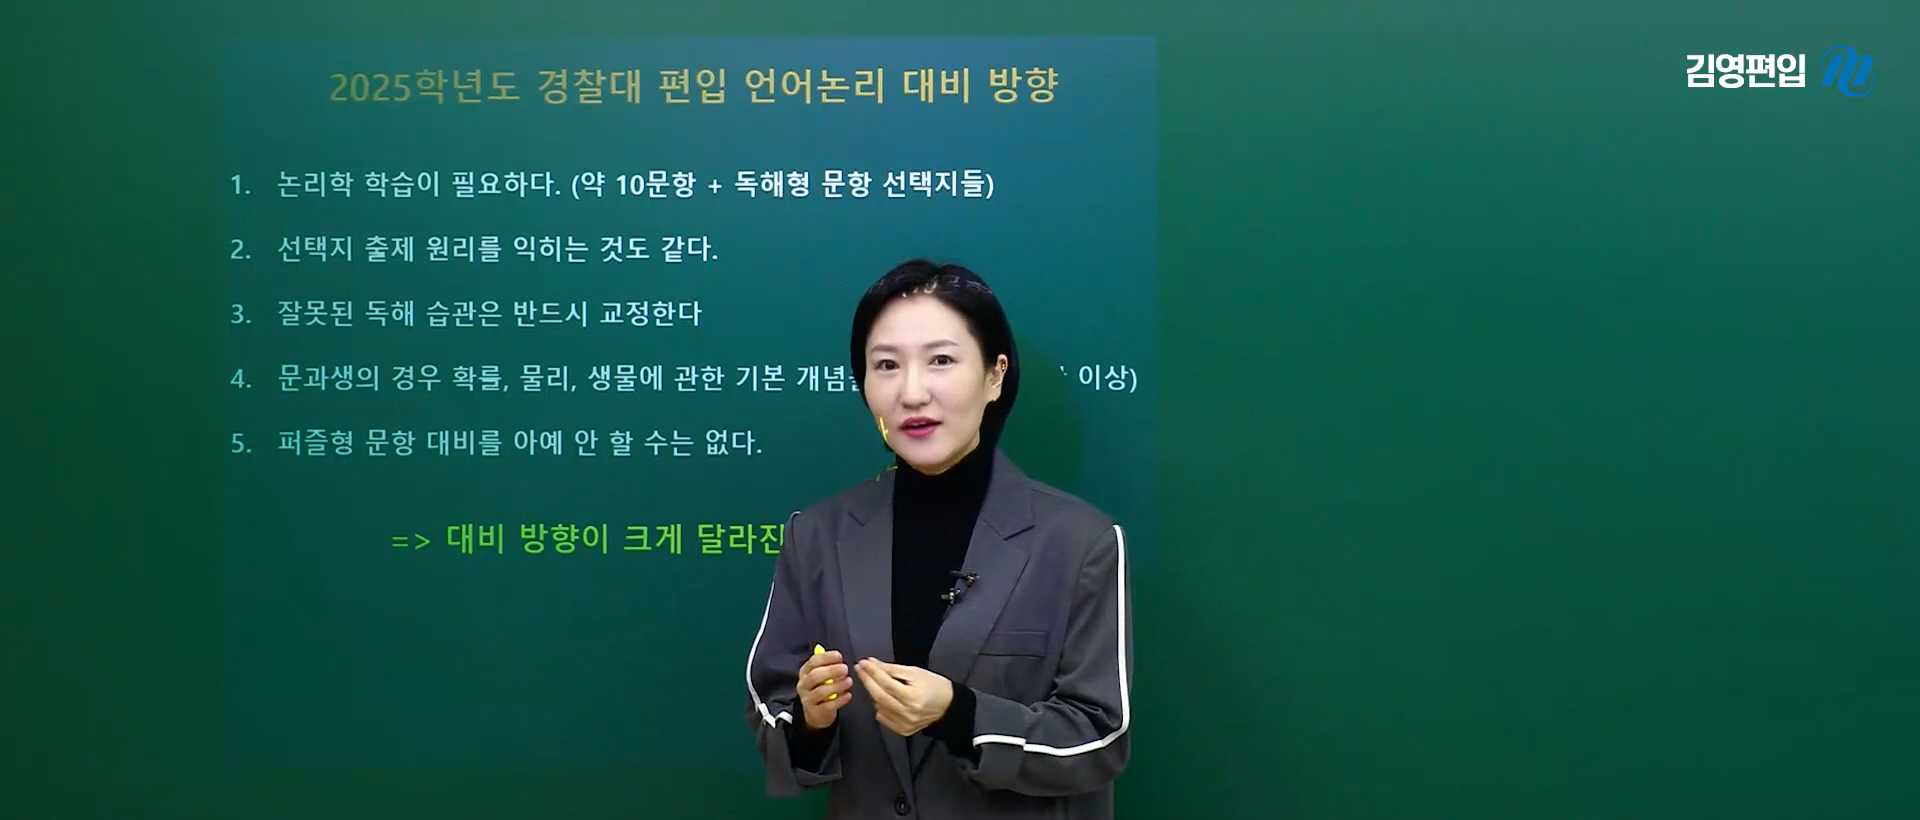 2025학년도 경찰대 편입 언어논리 대비 방향
김영편입
1. 논리학 학습이 필요하다. (약 10문항 + 독해형 문항 선택지들)
2. 선택지 출제 원리를 익히는 것도 같다.
3. 잘못된 독해 습관은 반드시 교정한다
4. 문과생의 경우 확률, 물리, 생물에 관한 기본 이상)
5. 퍼즐형 문항 대비를 아예 안 할 수는 없다.
=> 대비 방향이 크게